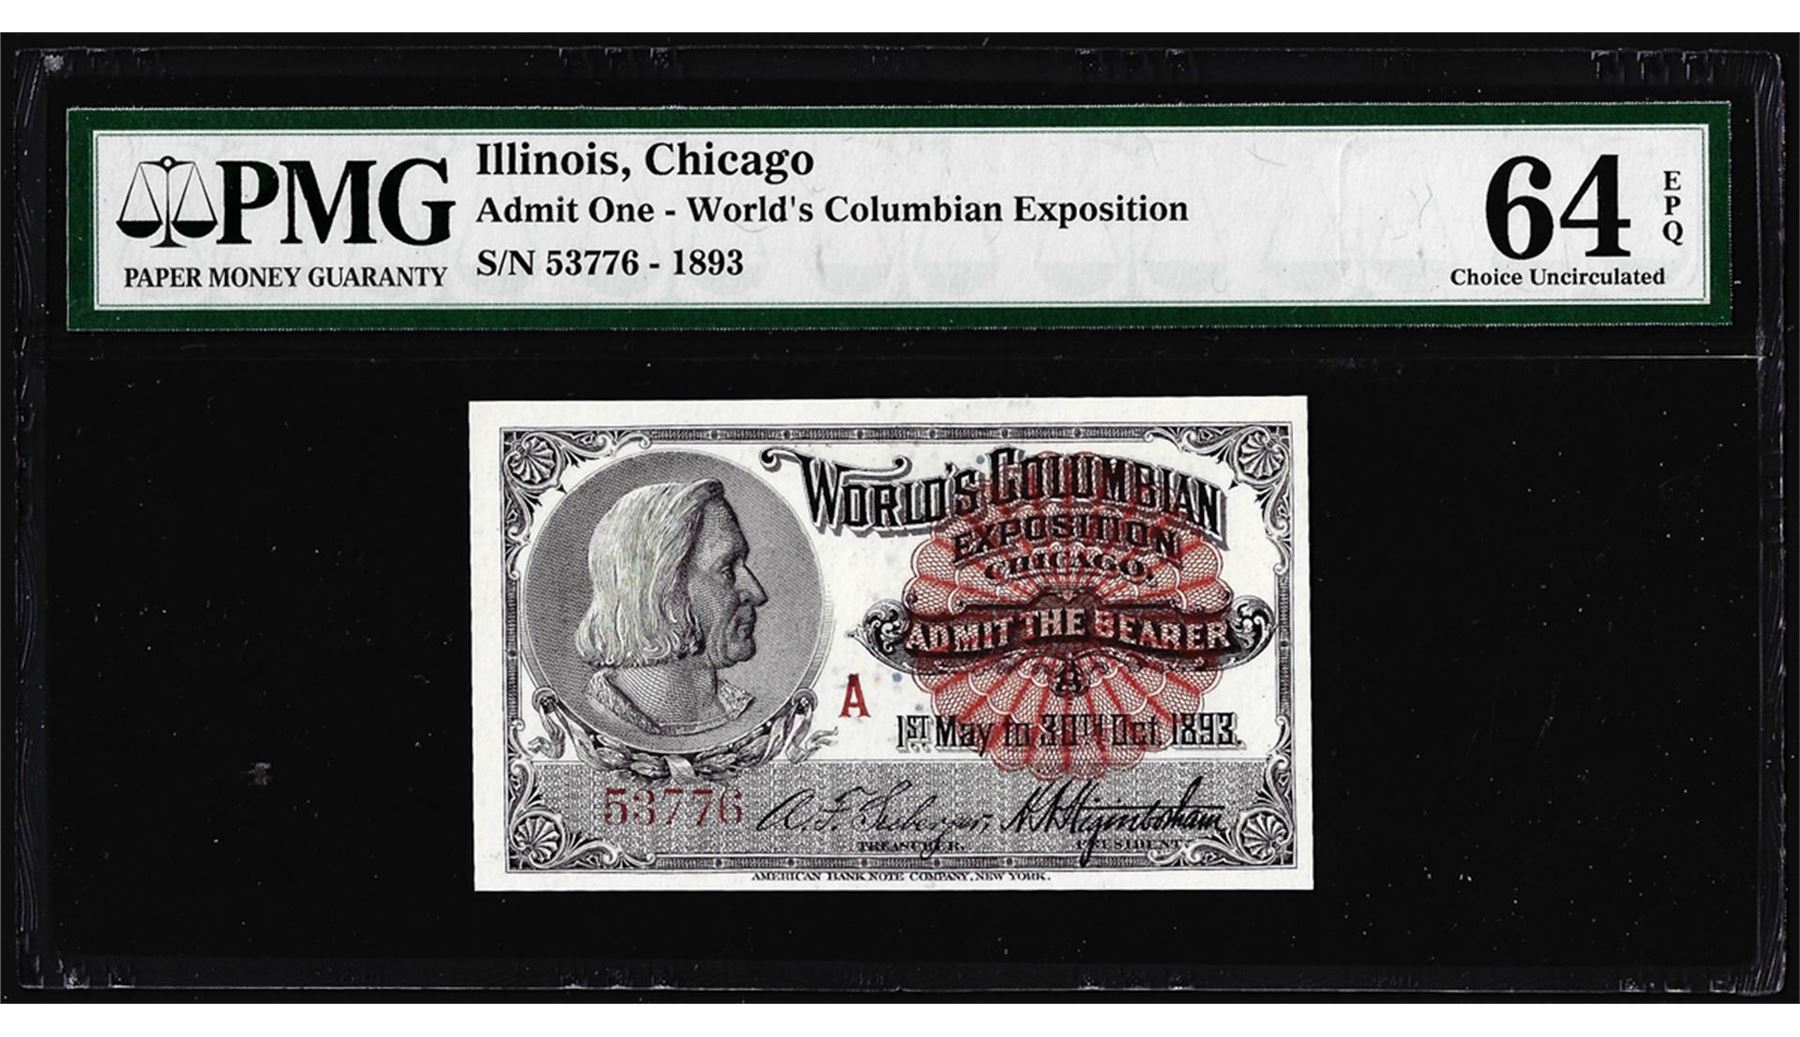 PMG
PAPER MONEY GUARANTY
Illinois, Chicago
Admit One - World's Columbian Exposition
S/N 53776 - 1893
64
EPQ
Choice Uncirculated
WORLD'S COLUMBIAN
EXPOSITION
CHICAGO.
ADMIT THE BEARER
A
A
1ST May to 30TH Oct. 1893.
53776
A. F. Seeberger,
H N Higinbotham
TREASURER.
PRESIDENT.
AMERICAN BANK NOTE COMPANY, NEW YORK.